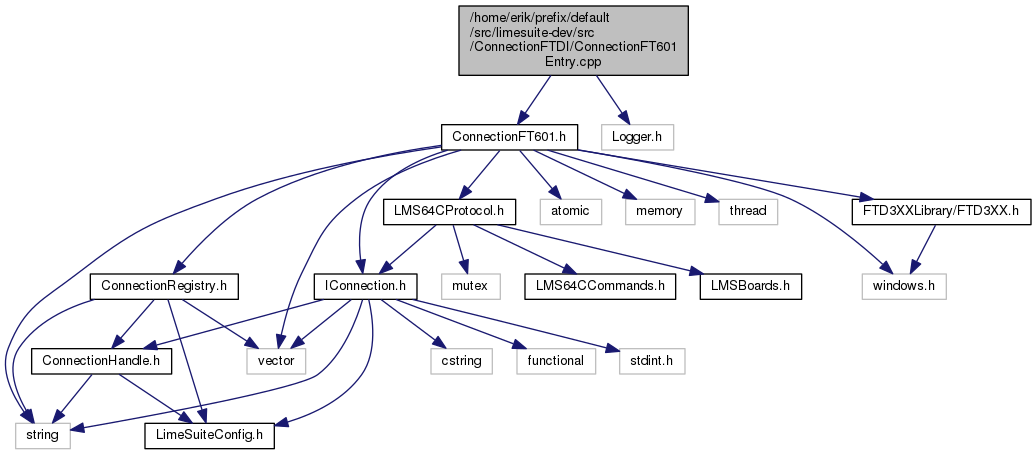 /home/erik/prefix/default
/src/limesuite-dev/src
/ConnectionFTDI/ConnectionFT601
Entry.cpp
ConnectionFT601.h
Logger.h
LMS64CProtocol.h
atomic
memory
thread
FTD3XXLibrary/FTD3XX.h
ConnectionRegistry.h
IConnection.h
mutex
LMS64CCommands.h
LMSBoards.h
windows.h
ConnectionHandle.h
vector
cstring
functional
stdint.h
string
LimeSuiteConfig.h